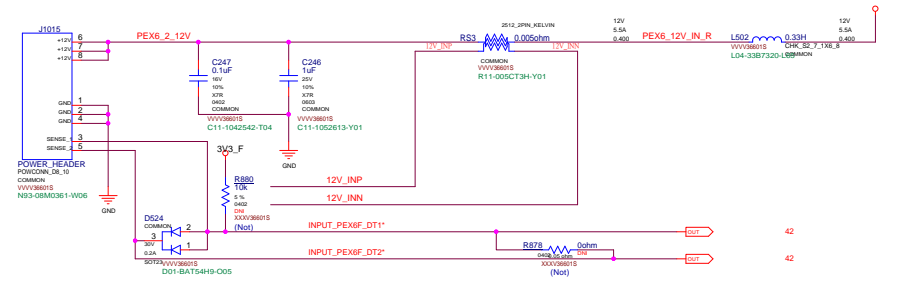 J1015
+12V 6
+12V 7
+12V 8
GND 1
GND 2
GND 4
SENSE_1 3
SENSE_2 5
POWER_HEADER
POWCONN_D8_10
COMMON
VVVV36601S
N93-08M0361-W06
GND
PEX6_2_12V
C247
0.1uF
16V
10%
X7R
0402
COMMON
VVVV36601S
C11-1042542-T04
C246
1uF
25V
10%
X7R
0603
COMMON
VVVV36601S
C11-1052613-Y01
GND
2512_2PIN_KELVIN
RS3
0.005ohm
12V_INP
12V_INN
COMMON
VVVV36601S
R11-005CT3H-Y01
12V
5.5A
0.400
PEX6_12V_IN_R
L502
0.33H
CHK_S2_7_1X6_8
COMMON
VVVV36601S
12V
5.5A
0.400
3V3_F
R880
10k
5 %
0402
DNI
XXXV36601S
(Not)
12V_INP
12V_INN
D524
COMMON
3
2
1
30V
0.2A
SOT23
VVVV36601S
D01-BAT54H9-O05
INPUT_PEX6F_DT1*
OUT
42
R878
0ohm
DNI
XXXV36601S
(Not)
INPUT_PEX6F_DT2*
OUT
42